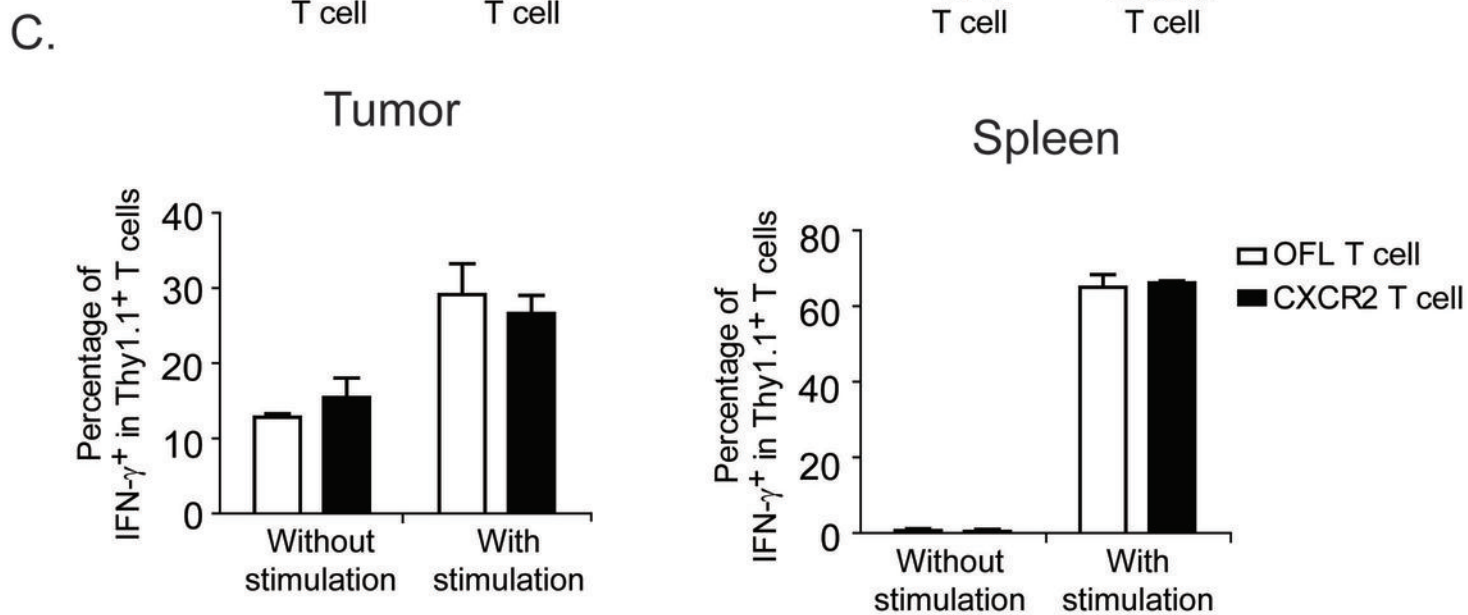 T cell
T cell
T cell
T cell
C.
Tumor
Percentage of
IFN-γ+ in Thy1.1+ T cells
40
30
20
10
0
Without
stimulation
With
stimulation
Spleen
Percentage of
IFN-γ+ in Thy1.1+ T cells
80
60
40
20
0
Without
stimulation
With
stimulation
OFL T cell
CXCR2 T cell